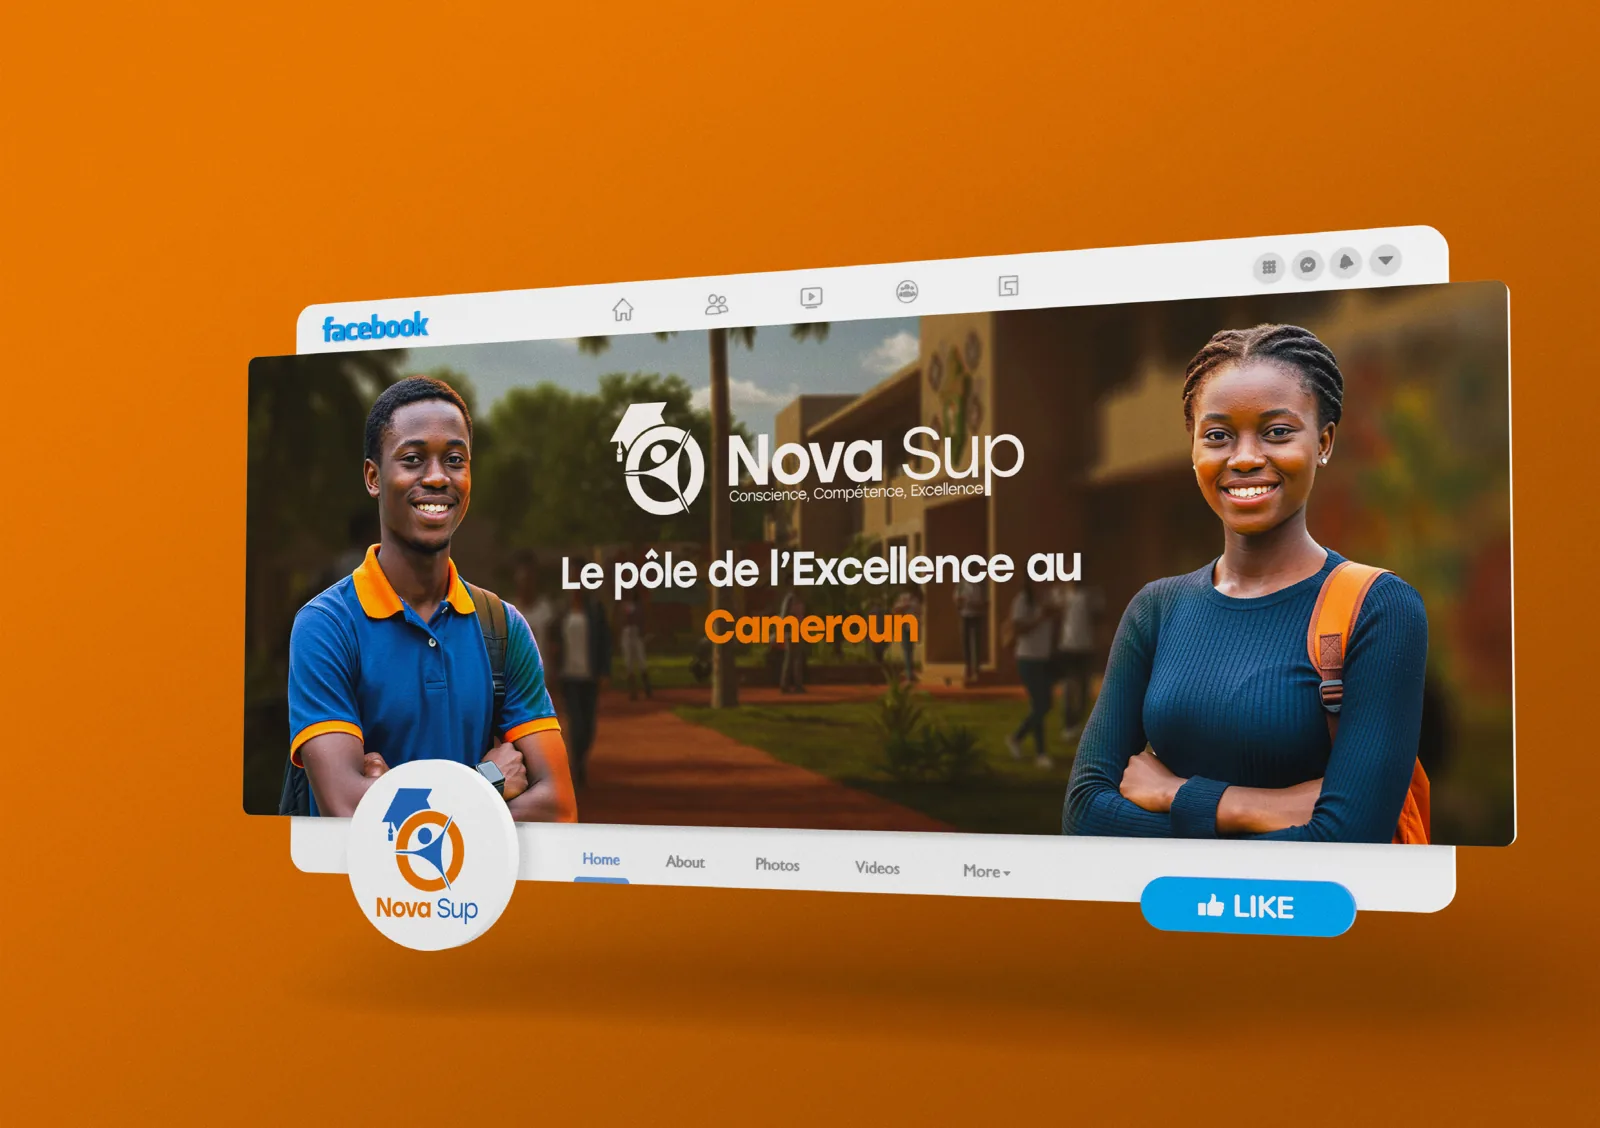 facebook
Nova Sup
Conscience, Compétence, Excellence
Le pôle de l'Excellence au
Cameroun
Nova Sup
Home About Photos Videos More
LIKE